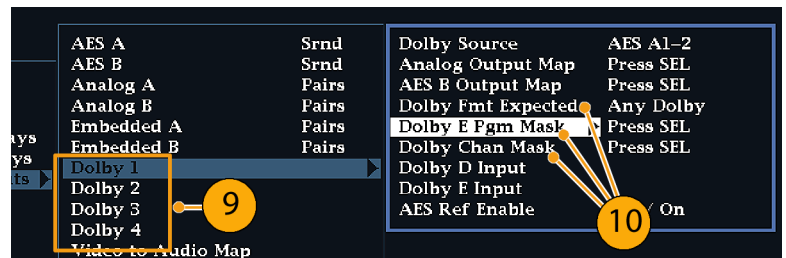 AES A Srnd
AES B Srnd
Analog A Pairs
Analog B Pairs
Embedded A Pairs
Embedded B Pairs
Dolby 1
Dolby 2
Dolby 3
Dolby 4
Video to Audio Map
9
ays
ys
ts
Dolby Source AES A1-2
Analog Output Map Press SEL
AES B Output Map Press SEL
Dolby Fmt Expected Any Dolby
Dolby E Pgm Mask Press SEL
Dolby Chan Mask Press SEL
Dolby D Input
Dolby E Input
AES Ref Enable / On
10